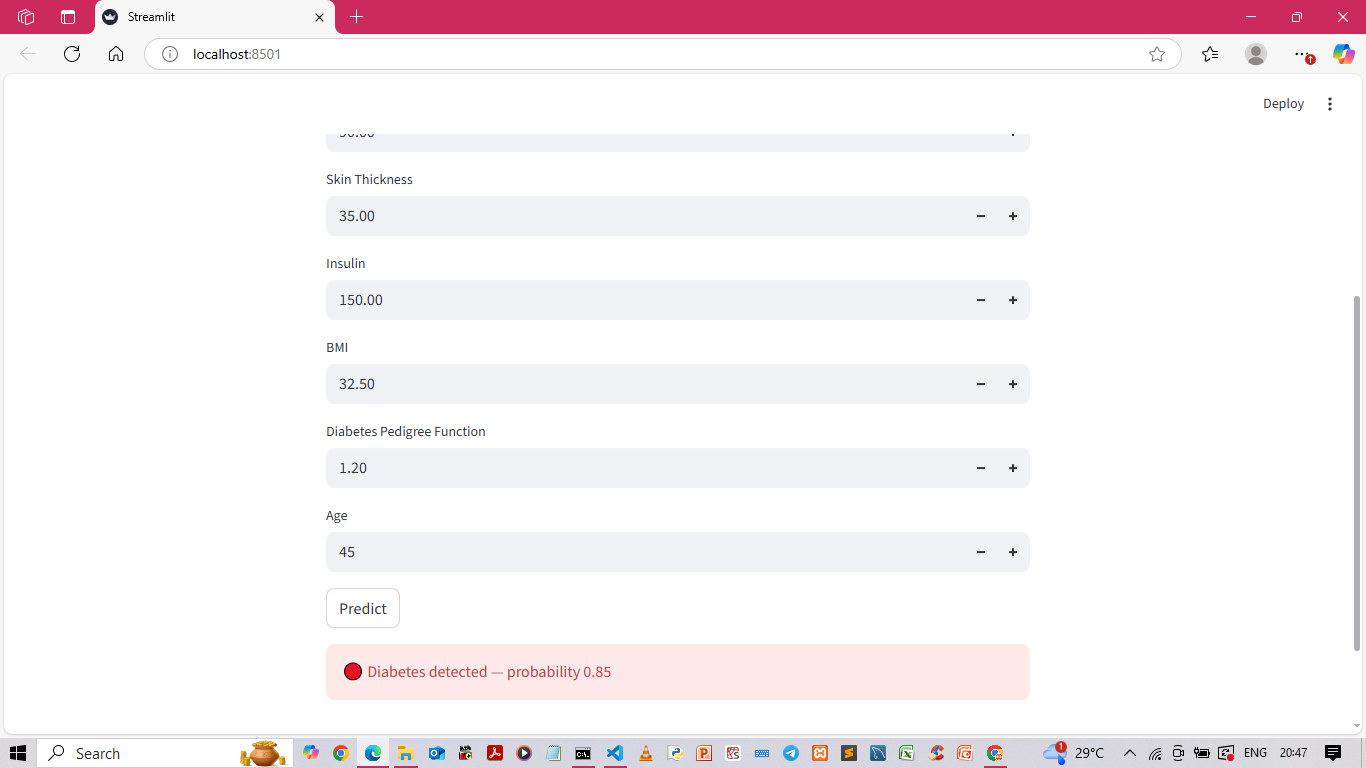 Streamlit
localhost:8501
Deploy
Skin Thickness
35.00
Insulin
150.00
BMI
32.50
Diabetes Pedigree Function
1.20
Age
45
Predict
Diabetes detected — probability 0.85
Search
1
29°C
ENG
20:47